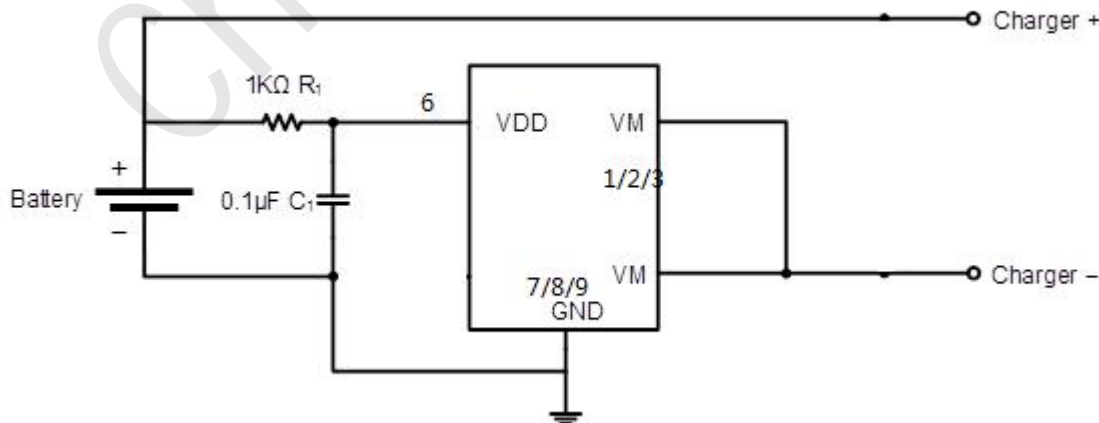 Charger +
1KΩ R1
6
VDD
VM
1/2/3
+
Battery
0.1µF C1
−
7/8/9
GND
VM
Charger −